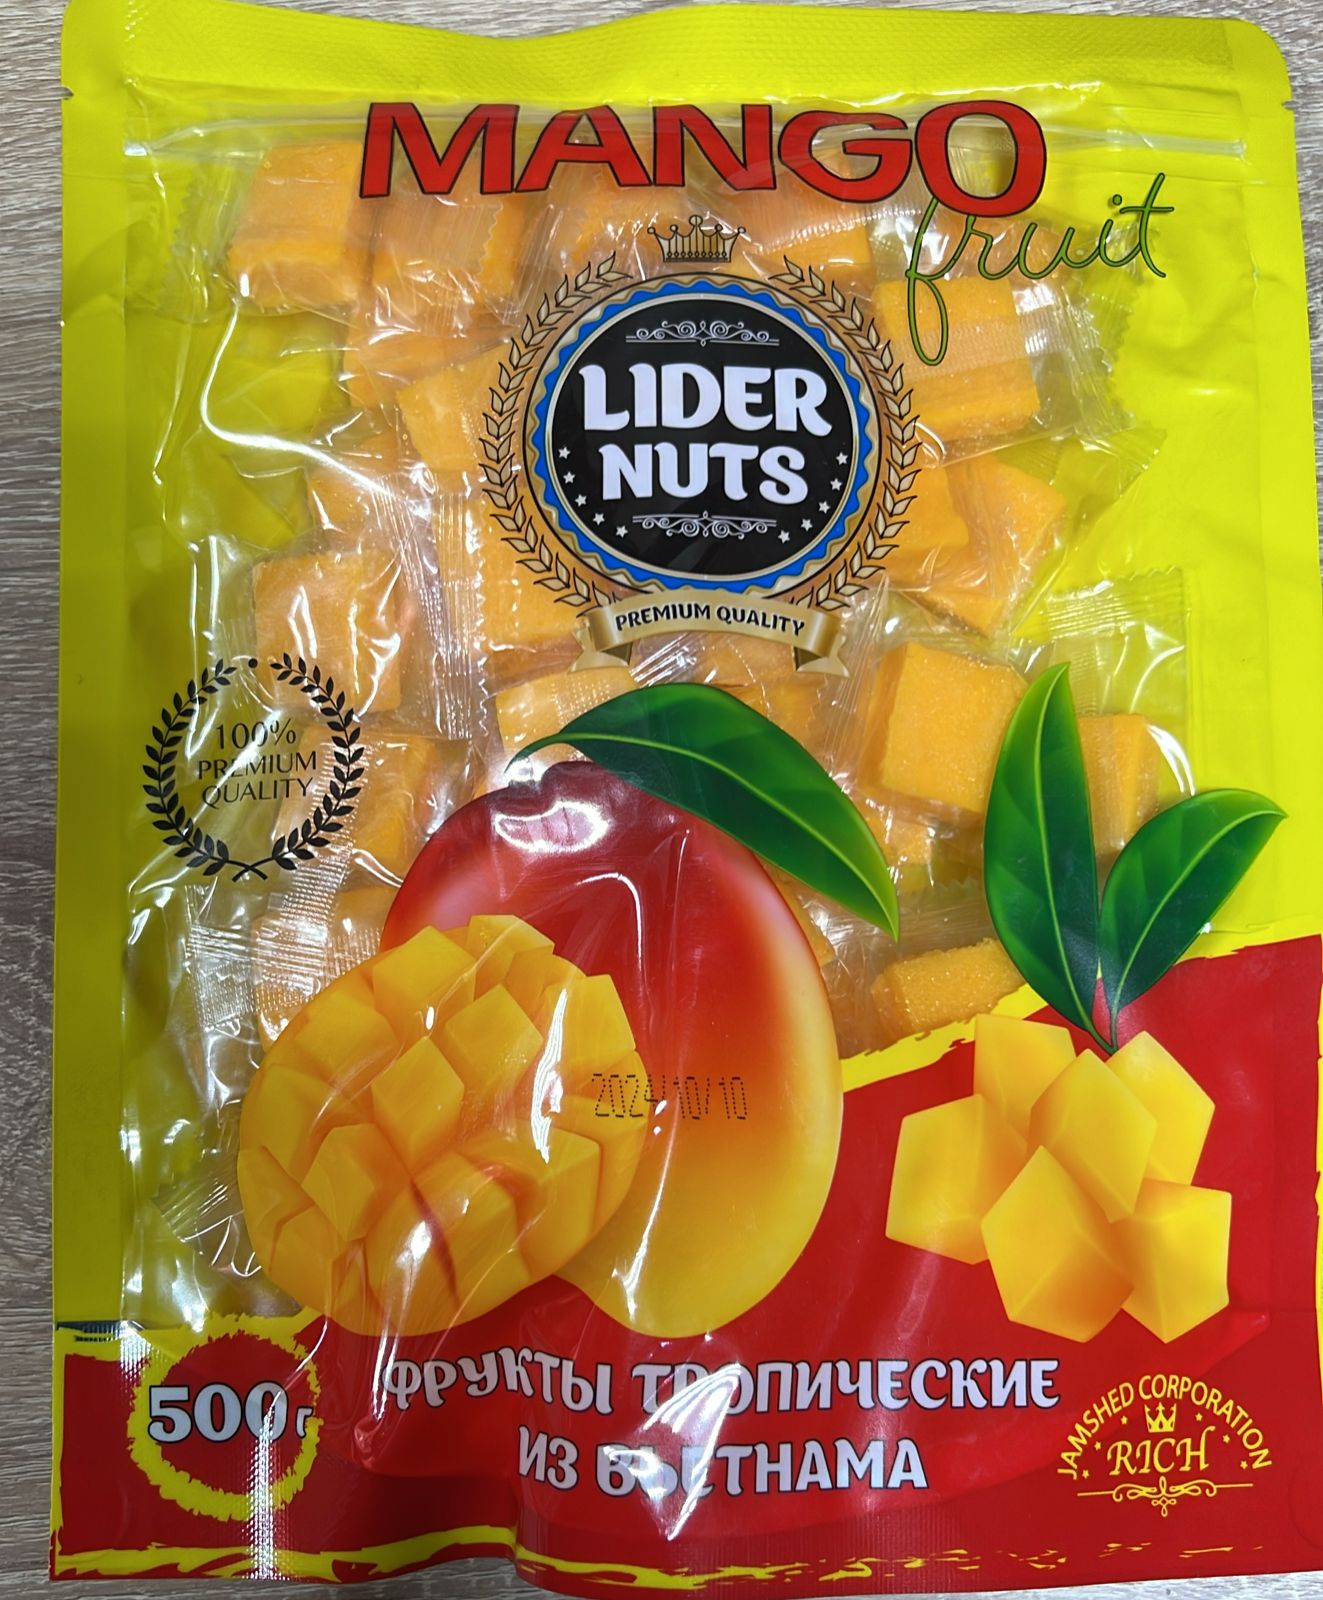 MANGO
fruit
LIDER
NUTS
PREMIUM QUALITY
100%
PREMIUM
QUALITY
2024/10/10
500г
ФРУКТЫ ТРОПИЧЕСКИЕ
ИЗ ВЬЕТНАМА
JAMSHED CORPORATION
RICH